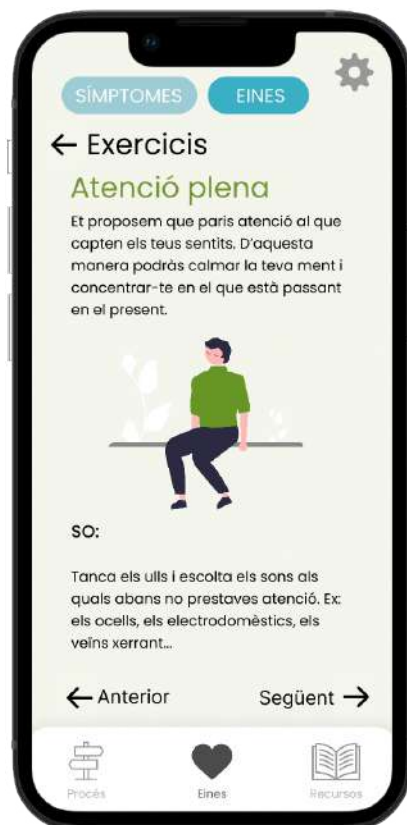 SÍMPTOMES EINES
← Exercicis
Atenció plena
Et proposem que paris atenció al que
capten els teus sentits. D'aquesta
manera podràs calmar la teva ment i
concentrar-te en el que està passant
en el present.
SO:
Tanca els ulls i escolta els sons als
quals abans no prestaves atenció. Ex:
els ocells, els electrodomèstics, els
veïns xerrant...
← Anterior Següent →
Procés Eines Recursos